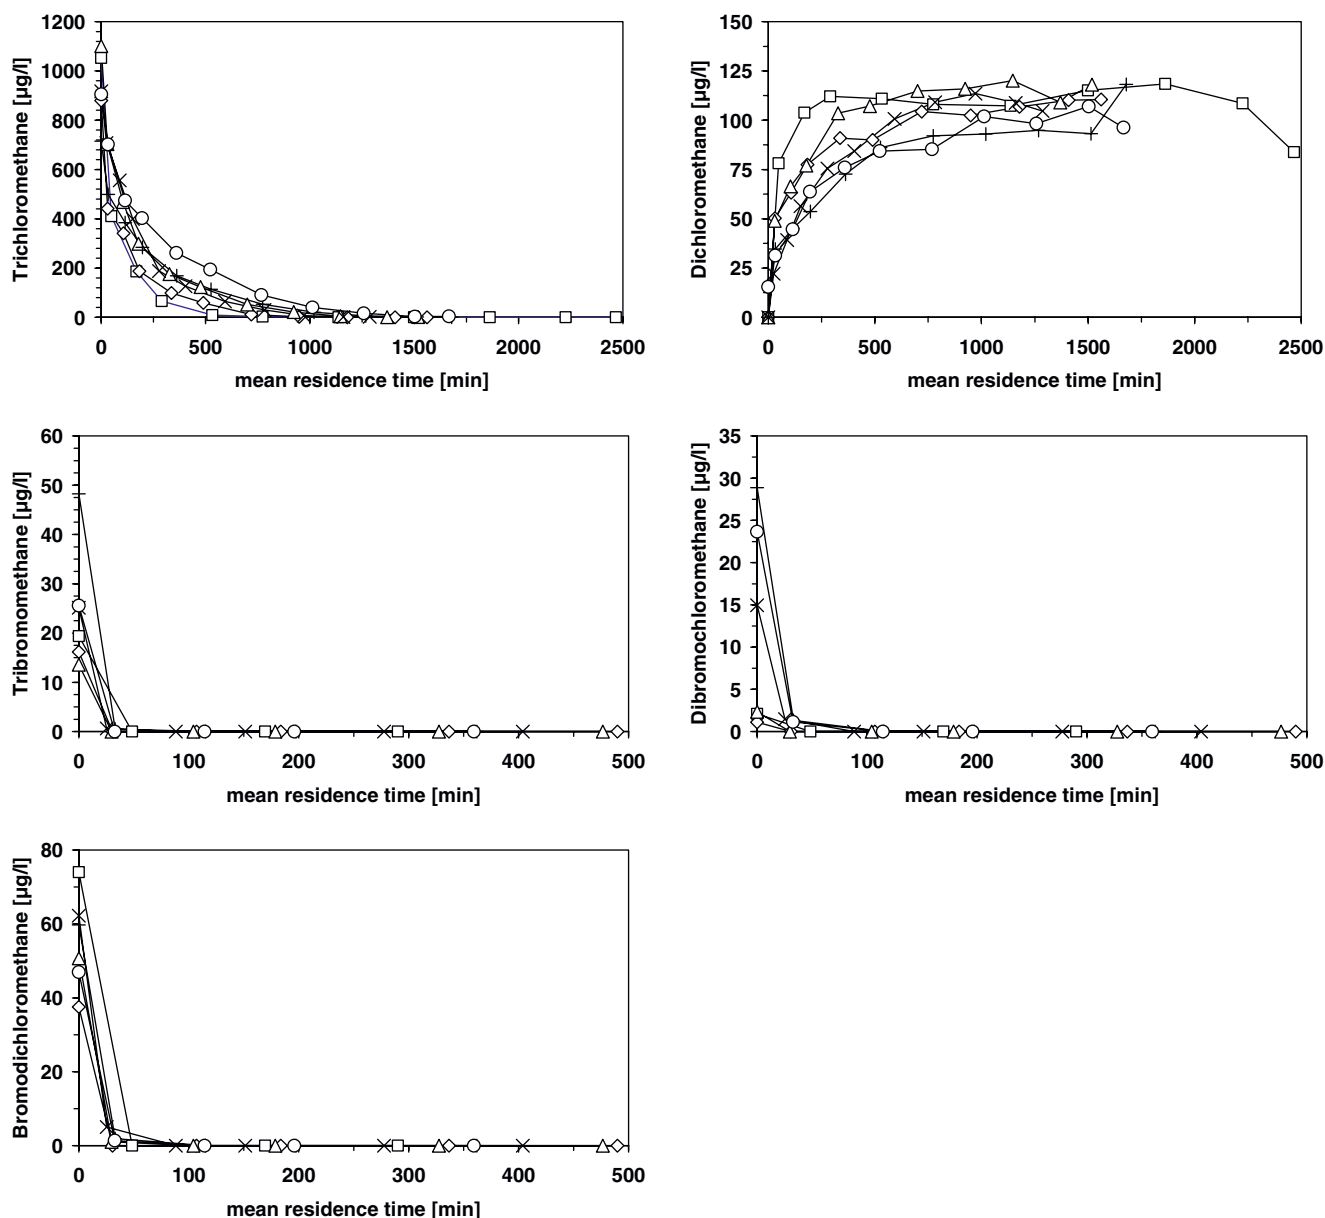 Trichloromethane [µg/l]
1200
1000
800
600
400
200
0
0 500 1000 1500 2000 2500
mean residence time [min]
Dichloromethane [µg/l]
150
125
100
75
50
25
0
0 500 1000 1500 2000 2500
mean residence time [min]
Tribromomethane [µg/l]
60
50
40
30
20
10
0
0 100 200 300 400 500
mean residence time [min]
Dibromochloromethane [µg/l]
35
30
25
20
15
10
5
0
0 100 200 300 400 500
mean residence time [min]
Bromodichloromethane [µg/l]
80
60
40
20
0
0 100 200 300 400 500
mean residence time [min]